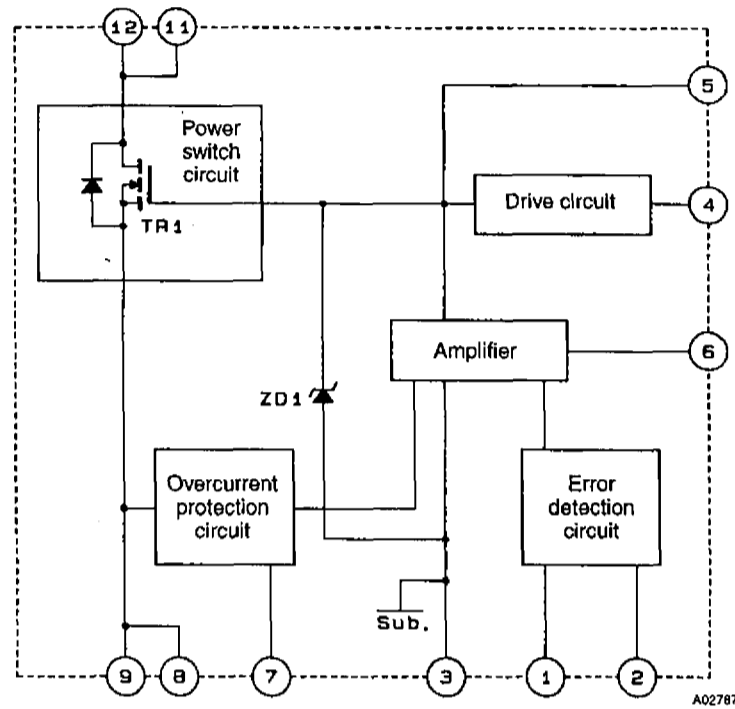 12 11
5
Power
switch
circuit
Drive circuit
4
TR1
Amplifier
6
ZD1
Overcurrent
protection
circuit
Error
detection
circuit
Sub.
9 8 7 3 1 2
A02787